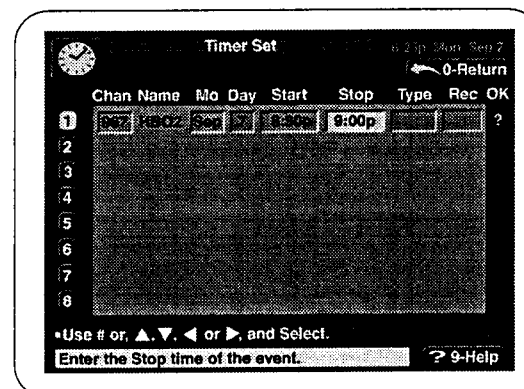 Timer Set Mon Sep 7
0-Return
Chan Name Mo Day Start Stop Type Rec OK
1 Sep 9:00p ?
2
3
4
5
6
7
8
•Use # or, ▲,▼, ◄ or ►, and Select.
Enter the Stop time of the event. ? 9-Help